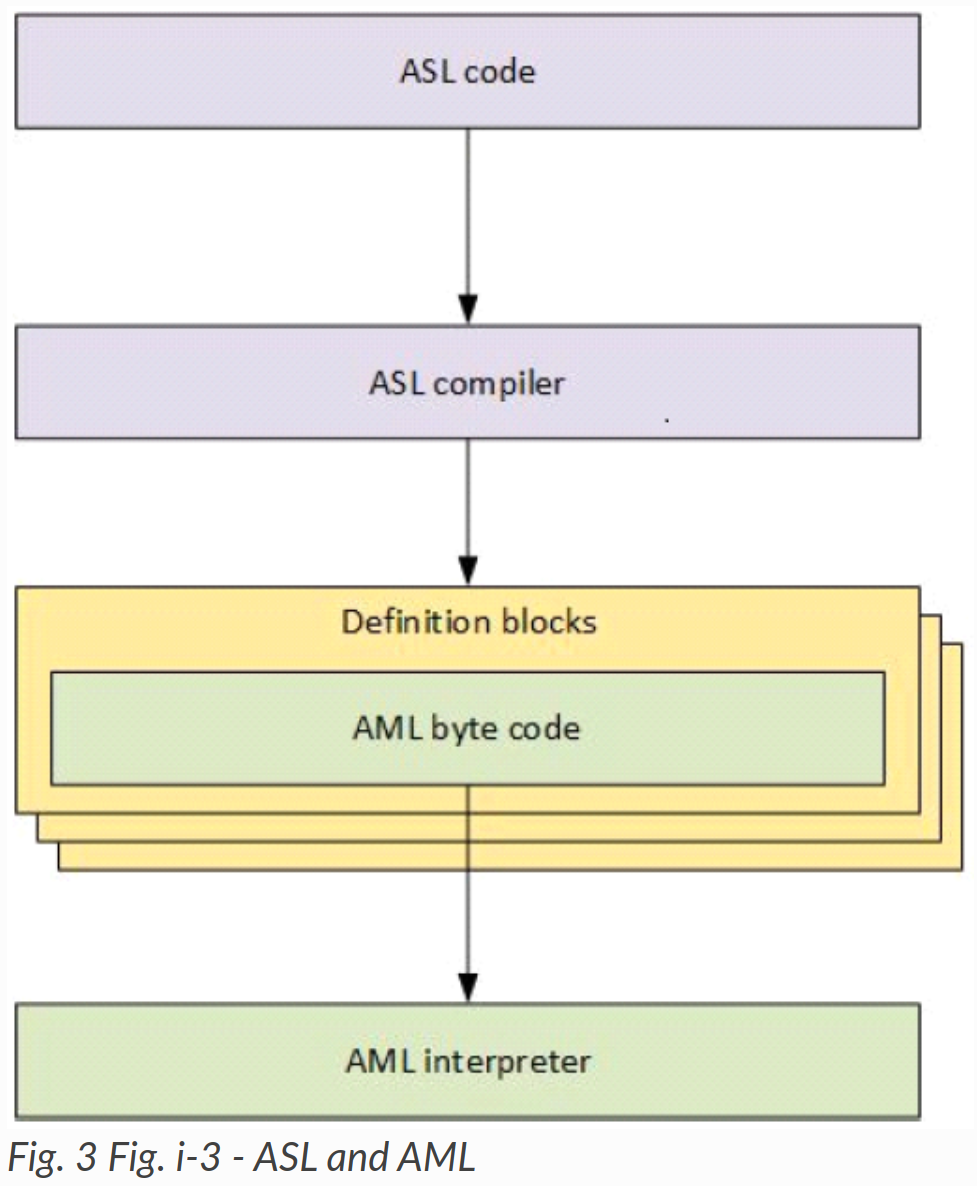 ASL code
ASL compiler
Definition blocks
AML byte code
AML interpreter
Fig. 3 Fig. i-3 - ASL and AML